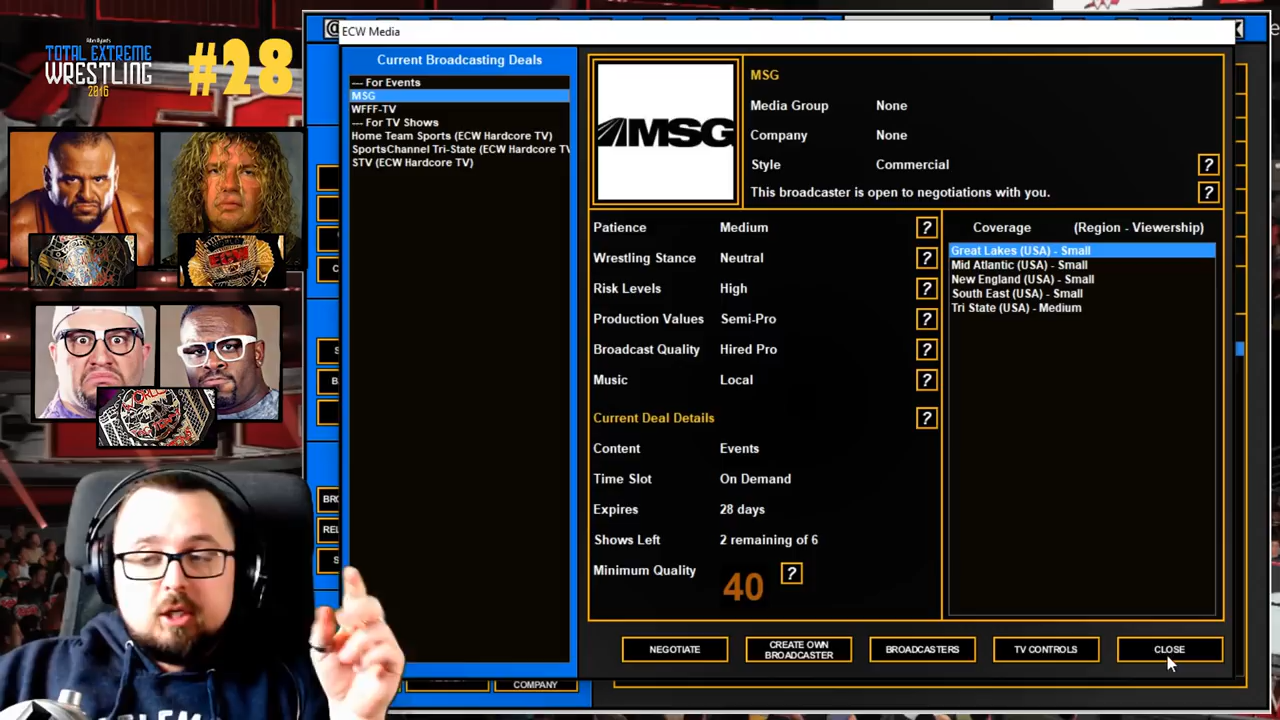 Adam Ryland's
TOTAL EXTREME
WRESTLING
2016
#28
ECW Media
Current Broadcasting Deals
--- For Events
MSG
WFFF-TV
--- For TV Shows
Home Team Sports (ECW Hardcore TV)
SportsChannel Tri-State (ECW Hardcore TV
STV (ECW Hardcore TV)
MSG
MSG
Media Group None
Company None
Style Commercial ?
This broadcaster is open to negotiations with you. ?
Patience Medium ?
Wrestling Stance Neutral ?
Risk Levels High ?
Production Values Semi-Pro ?
Broadcast Quality Hired Pro ?
Music Local ?
Current Deal Details ?
Content Events
Time Slot On Demand
Expires 28 days
Shows Left 2 remaining of 6
Minimum Quality 40 ?
Coverage (Region - Viewership)
Great Lakes (USA) - Small
Mid Atlantic (USA) - Small
New England (USA) - Small
South East (USA) - Small
Tri State (USA) - Medium
NEGOTIATE
CREATE OWN
BROADCASTER
BROADCASTERS
TV CONTROLS
CLOSE
COMPANY